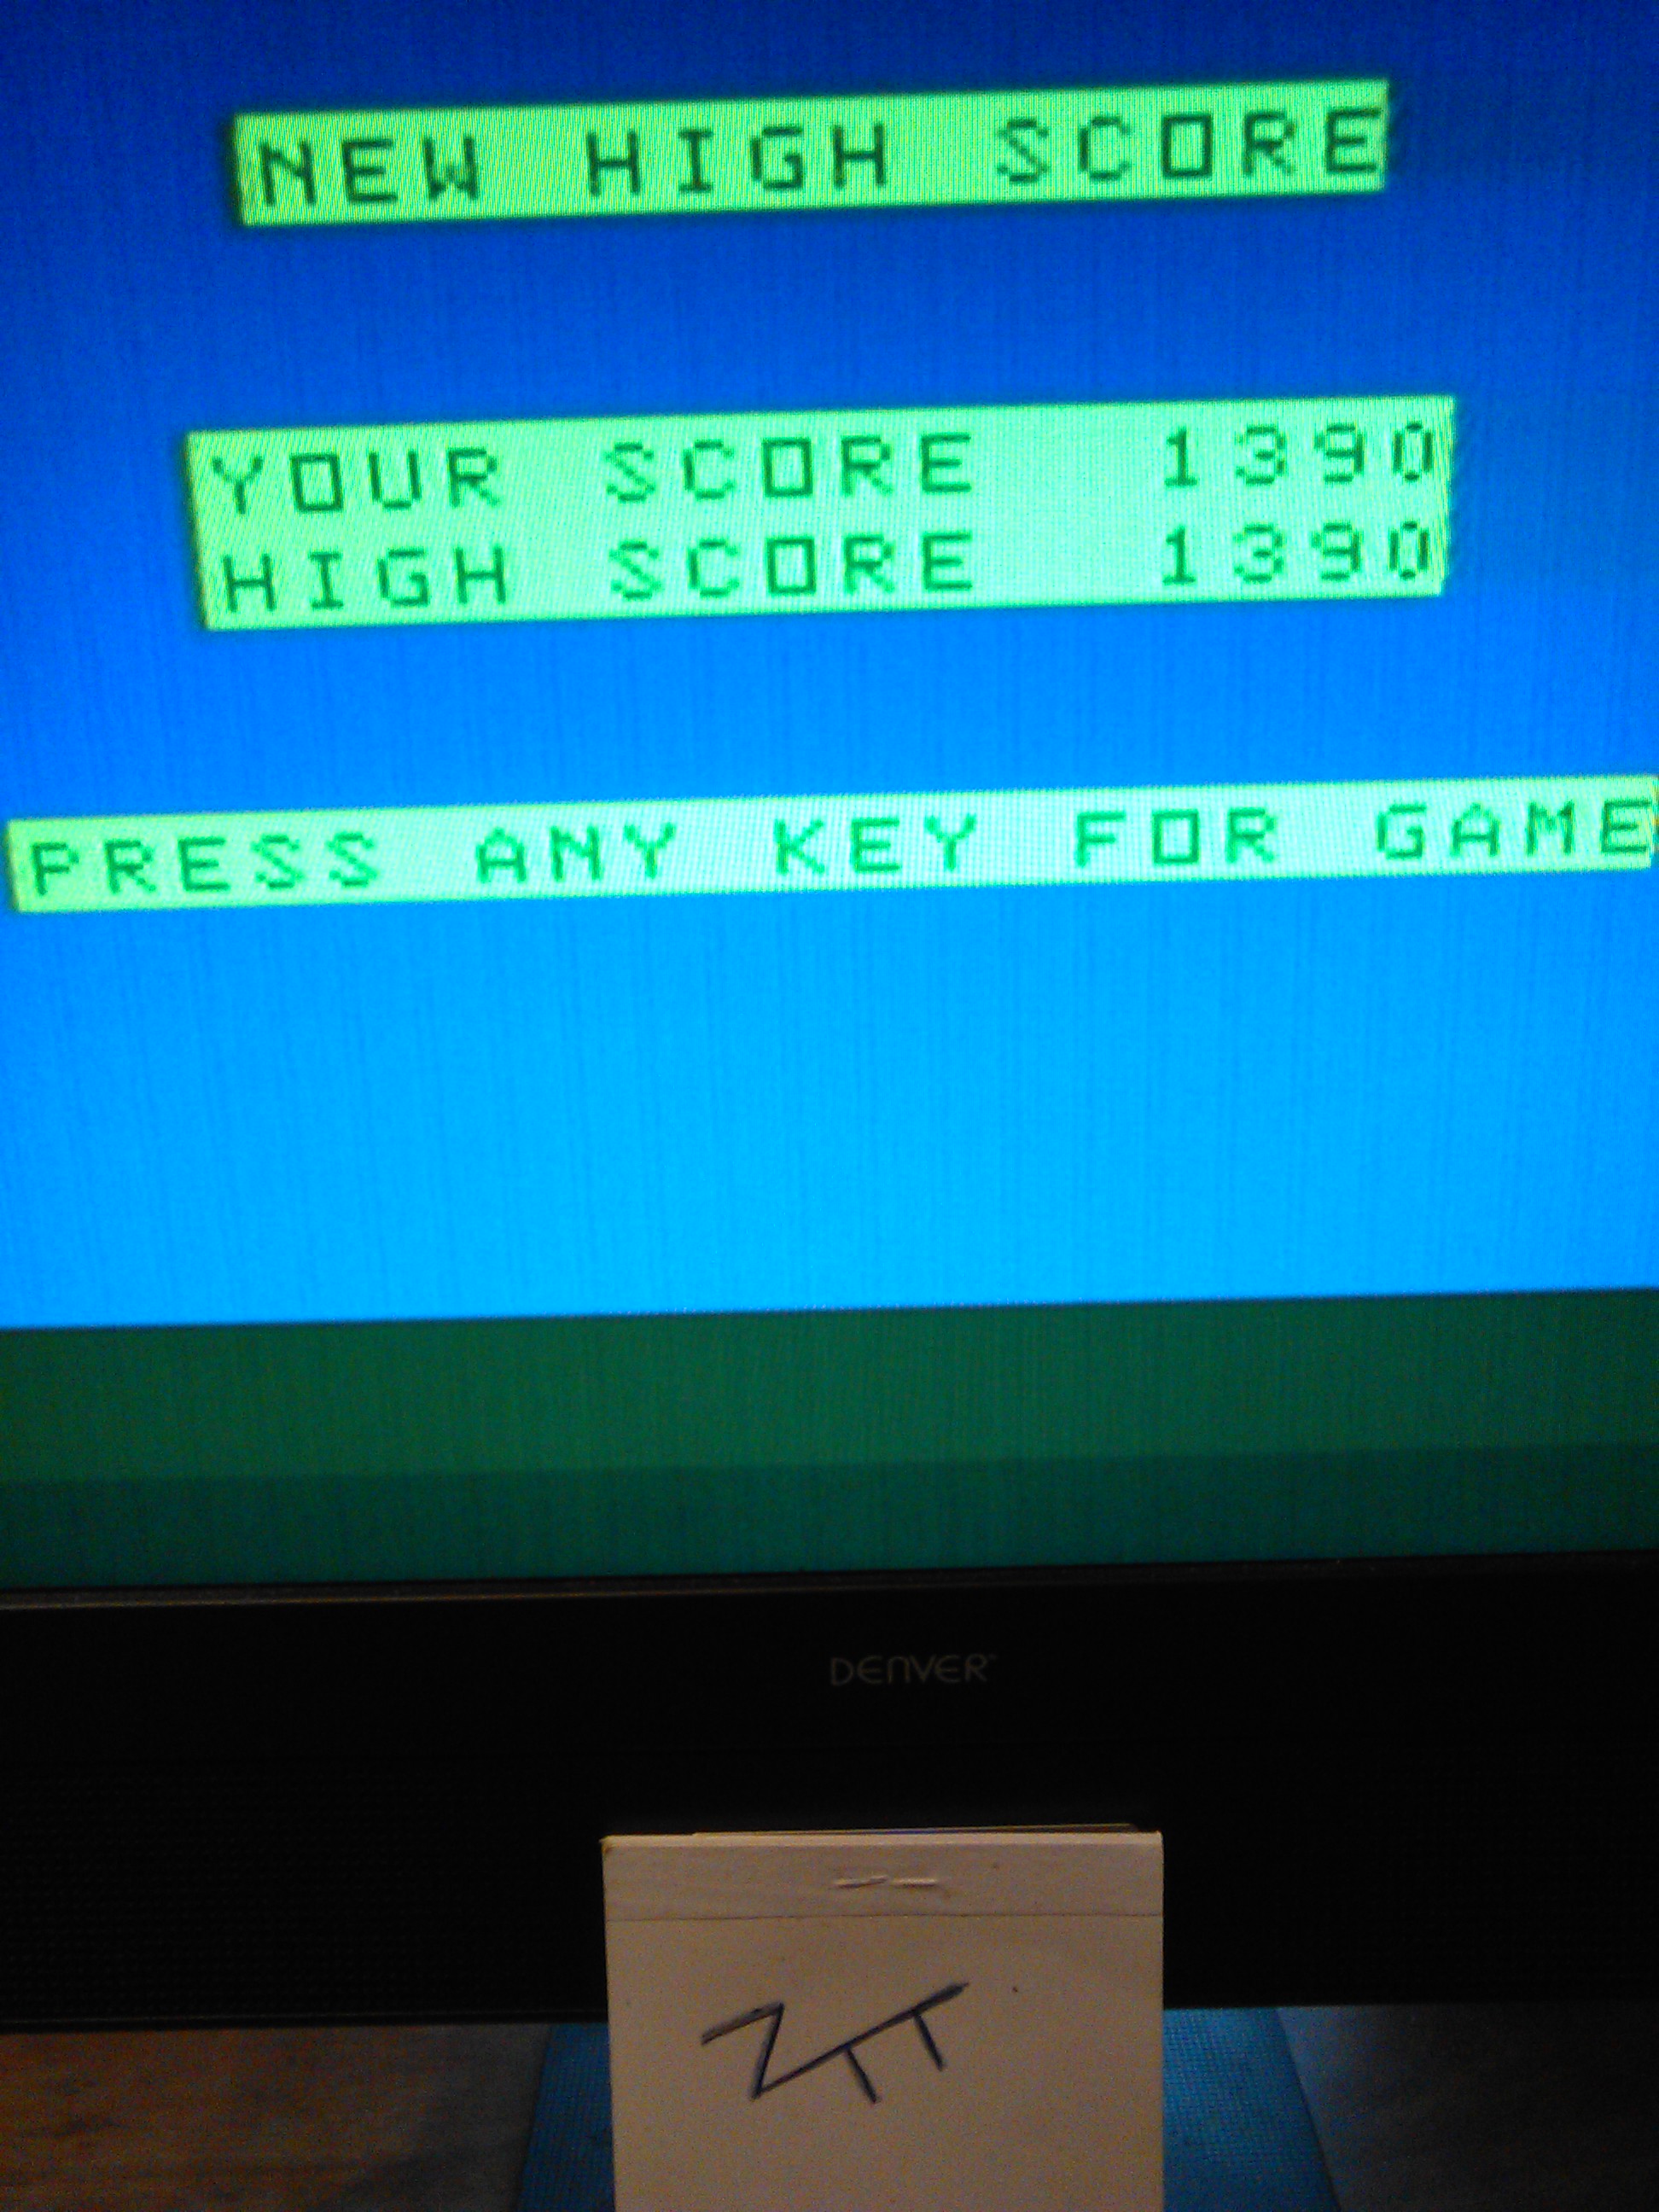 NEW HIGH SCORE
YOUR SCORE 1390
HIGH SCORE 1390
PRESS ANY KEY FOR GAME
DENVER
ZTT